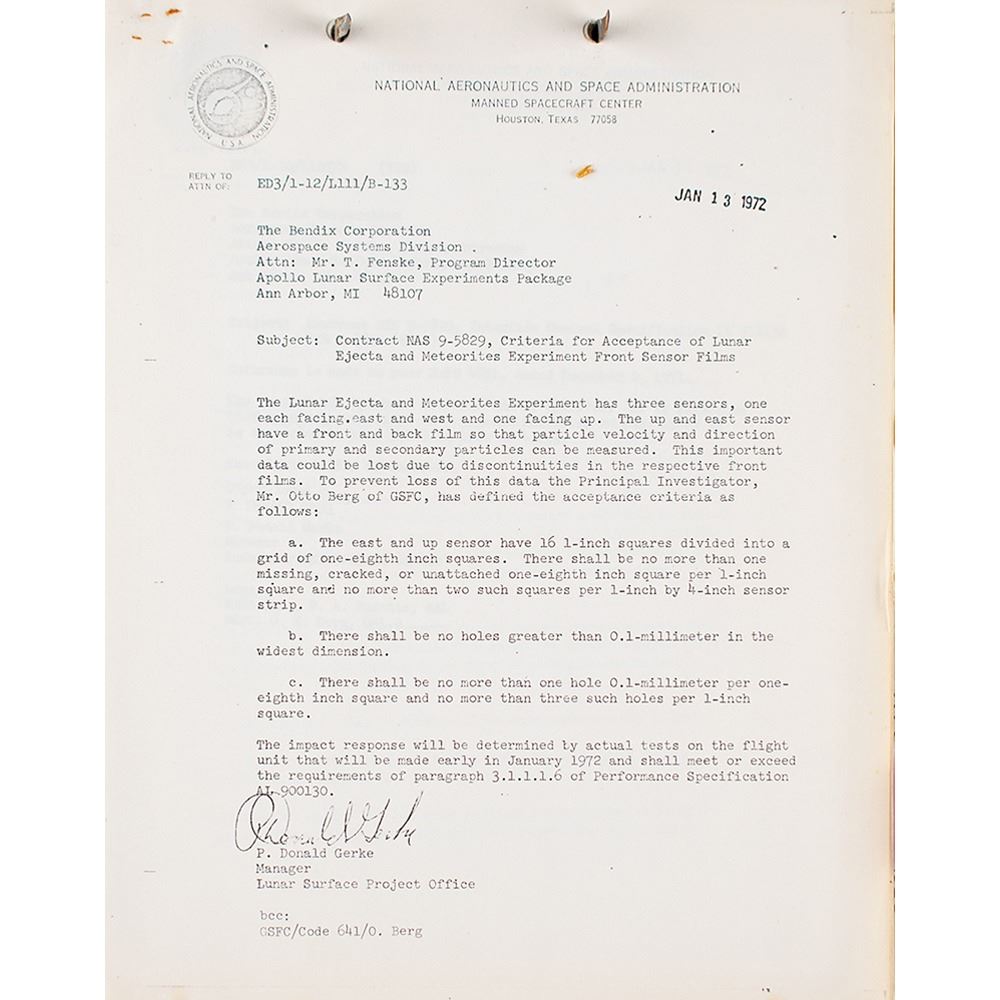 NATIONAL AERONAUTICS AND SPACE ADMINISTRATION
U.S.A.
NATIONAL AERONAUTICS AND SPACE ADMINISTRATION
MANNED SPACECRAFT CENTER
HOUSTON, TEXAS 77058
REPLY TO
ATTN OF:
ED3/1-12/L111/B-133
JAN 13 1972
The Bendix Corporation
Aerospace Systems Division
Attn: Mr. T. Fenske, Program Director
Apollo Lunar Surface Experiments Package
Ann Arbor, MI 48107
Subject: Contract NAS 9-5829, Criteria for Acceptance of Lunar
Ejecta and Meteorites Experiment Front Sensor Films
The Lunar Ejecta and Meteorites Experiment has three sensors, one
each facing east and west and one facing up. The up and east sensor
have a front and back film so that particle velocity and direction
of primary and secondary particles can be measured. This important
data could be lost due to discontinuities in the respective front
films. To prevent loss of this data the Principal Investigator,
Mr. Otto Berg of GSFC, has defined the acceptance criteria as
follows:
a. The east and up sensor have 16 1-inch squares divided into a
grid of one-eighth inch squares. There shall be no more than one
missing, cracked, or unattached one-eighth inch square per 1-inch
square and no more than two such squares per 1-inch by 4-inch sensor
strip.
b. There shall be no holes greater than 0.1-millimeter in the
widest dimension.
c. There shall be no more than one hole 0.1-millimeter per one-
eighth inch square and no more than three such holes per 1-inch
square.
The impact response will be determined by actual tests on the flight
unit that will be made early in January 1972 and shall meet or exceed
the requirements of paragraph 3.1.1.1.6 of Performance Specification
AL 900130.
P. Donald Gerke
P. Donald Gerke
Manager
Lunar Surface Project Office
bcc:
GSFC/Code 641/O. Berg